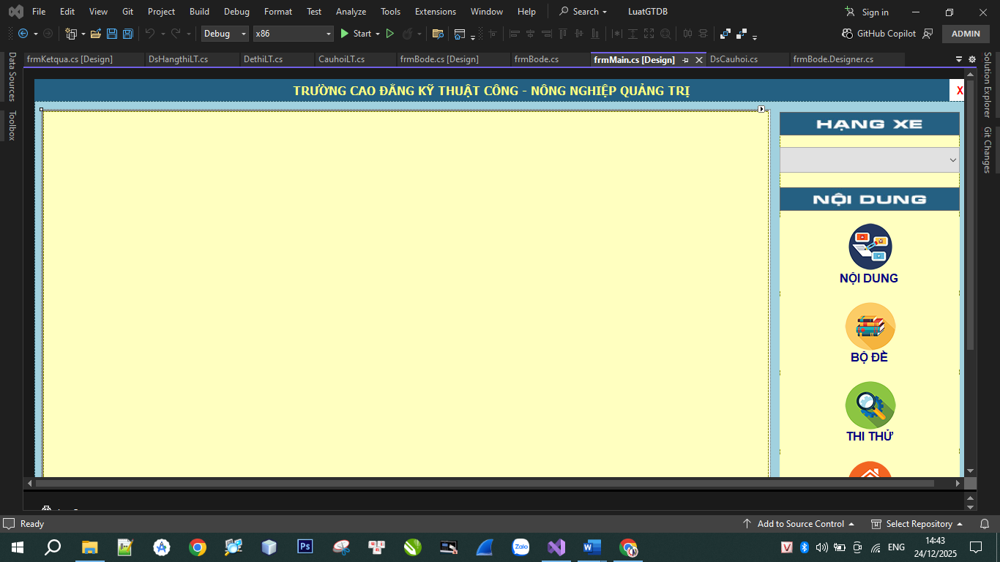 File Edit View Git Project Build Debug Format Test Analyze Tools Extensions Window Help Search LuatGTDB Sign in
Debug x86 Start GitHub Copilot ADMIN
frmKetqua.cs [Design] DsHangthiLT.cs DethiLT.cs CauhoiLT.cs frmBode.cs [Design] frmBode.cs frmMain.cs [Design] DsCauhoi.cs frmBode.Designer.cs
Data Sources
Toolbox
TRƯỜNG CAO ĐẲNG KỸ THUẬT CÔNG - NÔNG NGHIỆP QUẢNG TRỊ
X
HẠNG XE
NỘI DUNG
NỘI DUNG
BỘ ĐỀ
THI THỬ
Solution Explorer
Git Changes
Ready Add to Source Control Select Repository
Ps
Zalo
V
ENG
14:43
24/12/2025